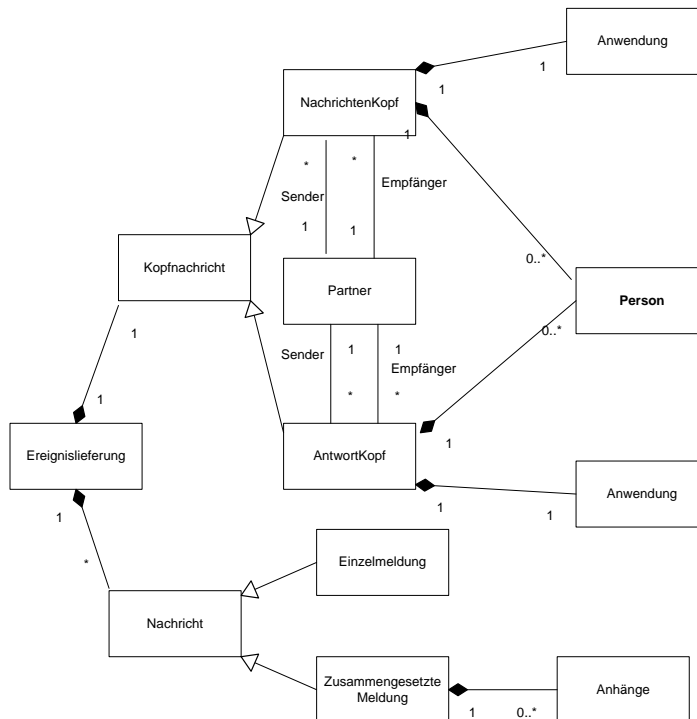 Anwendung
1
1
NachrichtenKopf
1
*
*
Empfänger
Sender
1
1
0..*
Kopfnachricht
Partner
Person
0..*
1
Sender
1
1
Empfänger
1
*
*
Ereignislieferung
AntwortKopf
1
Anwendung
1
1
1
*
Einzelmeldung
Nachricht
Zusammengesetzte
Meldung
Anhänge
1
0..*